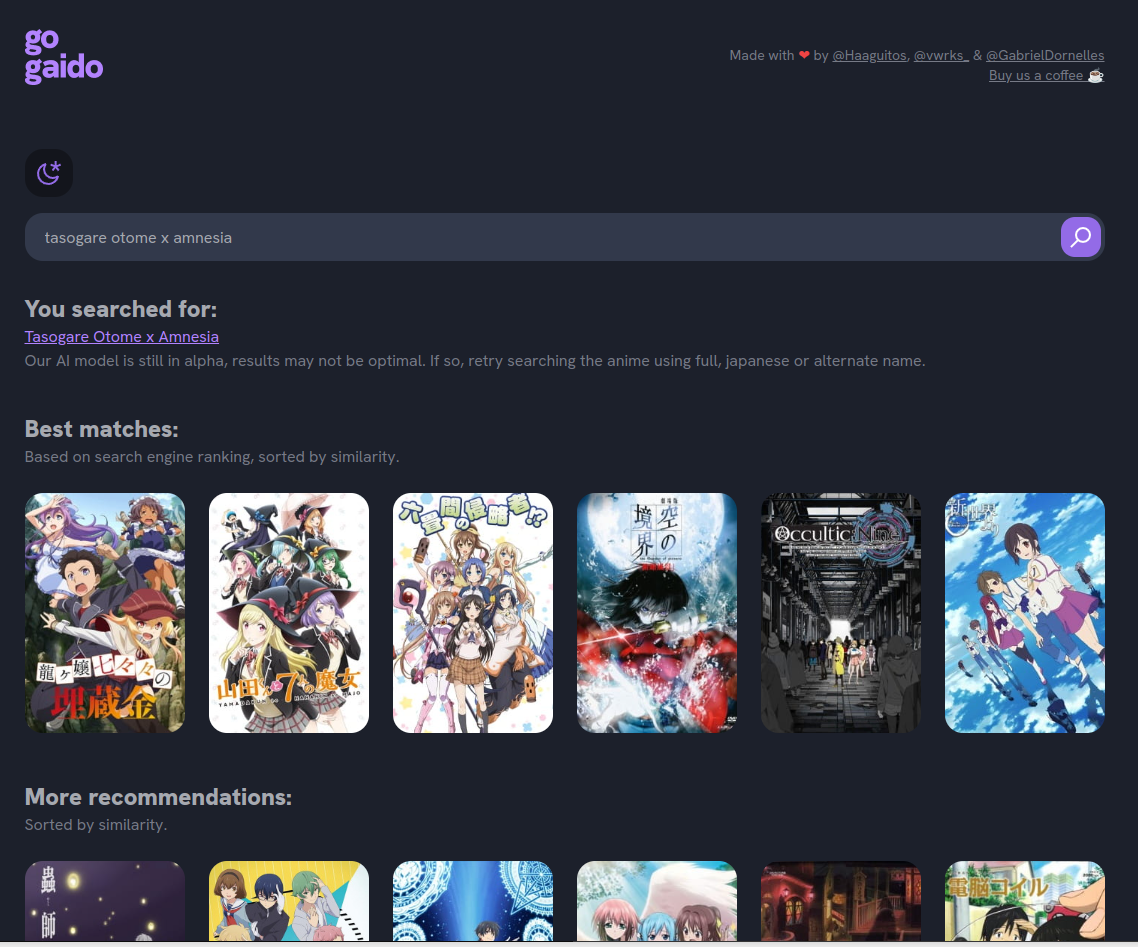 go
gaido
Made with ❤ by @Haaguitos, @vwrks_ & @GabrielDornelles
Buy us a coffee ☕
tasogare otome x amnesia
You searched for:
Tasogare Otome x Amnesia
Our AI model is still in alpha, results may not be optimal. If so, retry searching the anime using full, japanese or alternate name.
Best matches:
Based on search engine ranking, sorted by similarity.
龍ヶ嬢七々々の
埋蔵金
山田くんと7人の魔女
六畳間の侵略者!?
劇場版
空の
境界
Occultic;Nine
新世界
より
More recommendations:
Sorted by similarity.
蟲
師
電脳コイル